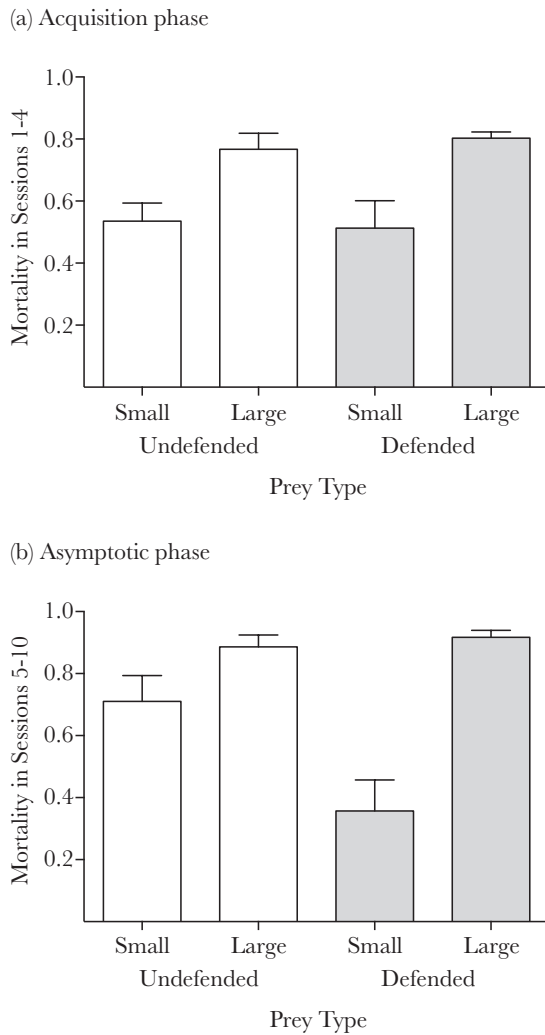 (a) Acquisition phase
Mortality in Sessions 1-4
1.0
0.8
0.6
0.4
0.2
Small Large Small Large
Undefended Defended
Prey Type
(b) Asymptotic phase
Mortality in Sessions 5-10
1.0
0.8
0.6
0.4
0.2
Small Large Small Large
Undefended Defended
Prey Type